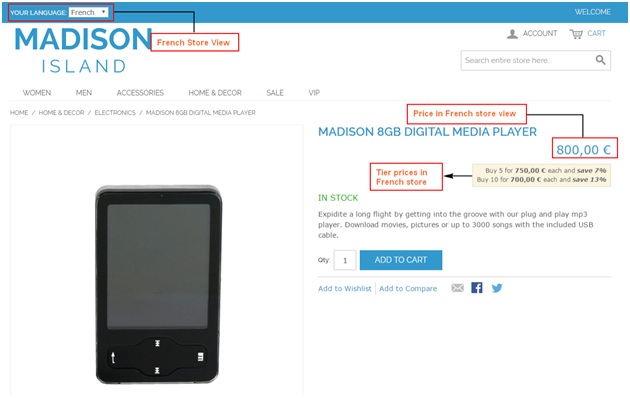 YOUR LANGUAGE: French
WELCOME
French Store View
MADISON
ISLAND
ACCOUNT
CART
Search entire store here...
WOMEN
MEN
ACCESSORIES
HOME & DECOR
SALE
VIP
HOME / HOME & DECOR / ELECTRONICS / MADISON 8GB DIGITAL MEDIA PLAYER
Price in French store view
MADISON 8GB DIGITAL MEDIA PLAYER
800,00 €
Tier prices in
French store
Buy 5 for 750,00 € each and save 7%
Buy 10 for 700,00 € each and save 13%
IN STOCK
Expidite a long flight by getting into the groove with our plug and play mp3
player. Download movies, pictures or up to 3000 songs with the included USB
cable.
Qty: 1 ADD TO CART
Add to Wishlist | Add to Compare